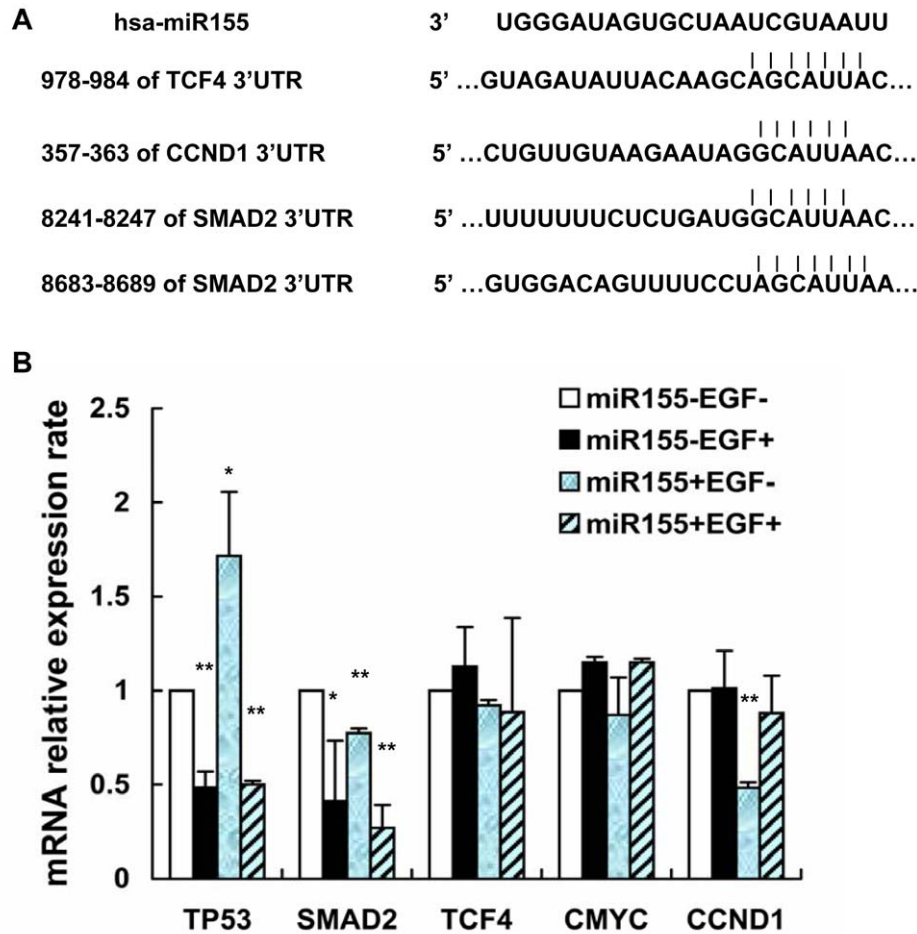 A hsa-miR155 3’ UGGGAUAGUGCUAAUCGUAAUU
978-984 of TCF4 3’UTR 5’ ...GUAGAUAUUACAAGCAGCAUUAC...
357-363 of CCND1 3’UTR 5’ ...CUGUUGUAAGAAUAGGCAUUAAC...
8241-8247 of SMAD2 3’UTR 5’ ...UUUUUUUCUCUGAUGGCAUUAAC...
8683-8689 of SMAD2 3’UTR 5’ ...GUGGACAGUUUUCCUAGCAUUAA...
B
mRNA relative expression rate
2.5
2
1.5
1
0.5
0
miR155-EGF-
miR155-EGF+
miR155+EGF-
miR155+EGF+
** * **
* ** **
**
TP53 SMAD2 TCF4 CMYC CCND1